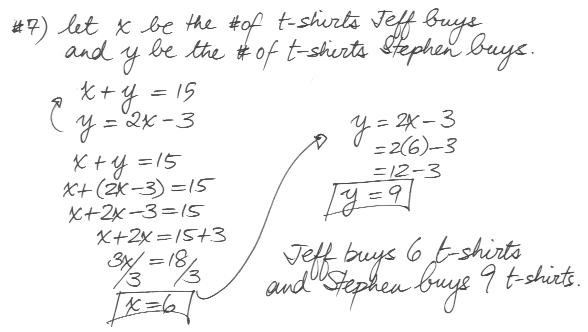 #7) let x be the # of t-shirts Jeff buys
and y be the # of t-shirts Stephen buys.
x + y = 15
y = 2x - 3
x + y = 15
x + (2x - 3) = 15
x + 2x - 3 = 15
x + 2x = 15 + 3
3x/3 = 18/3
x = 6
y = 2x - 3
= 2(6) - 3
= 12 - 3
y = 9
Jeff buys 6 t-shirts
and Stephen buys 9 t-shirts.